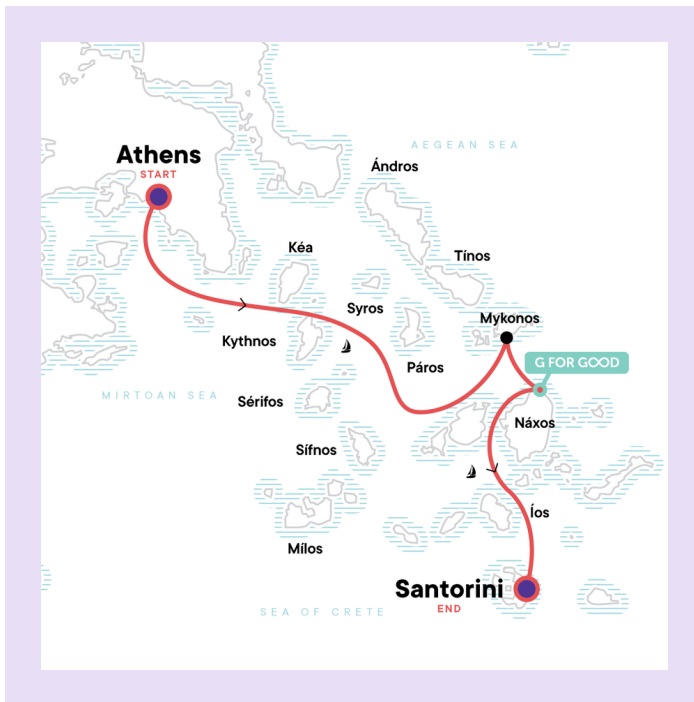 AEGEAN SEA
Athens
START
Ándros
Kéa
Tínos
Syros
Mykonos
Kythnos
G FOR GOOD
Páros
MIRTOAN SEA
Sérifos
Náxos
Sífnos
Íos
Mílos
Santorini
END
SEA OF CRETE